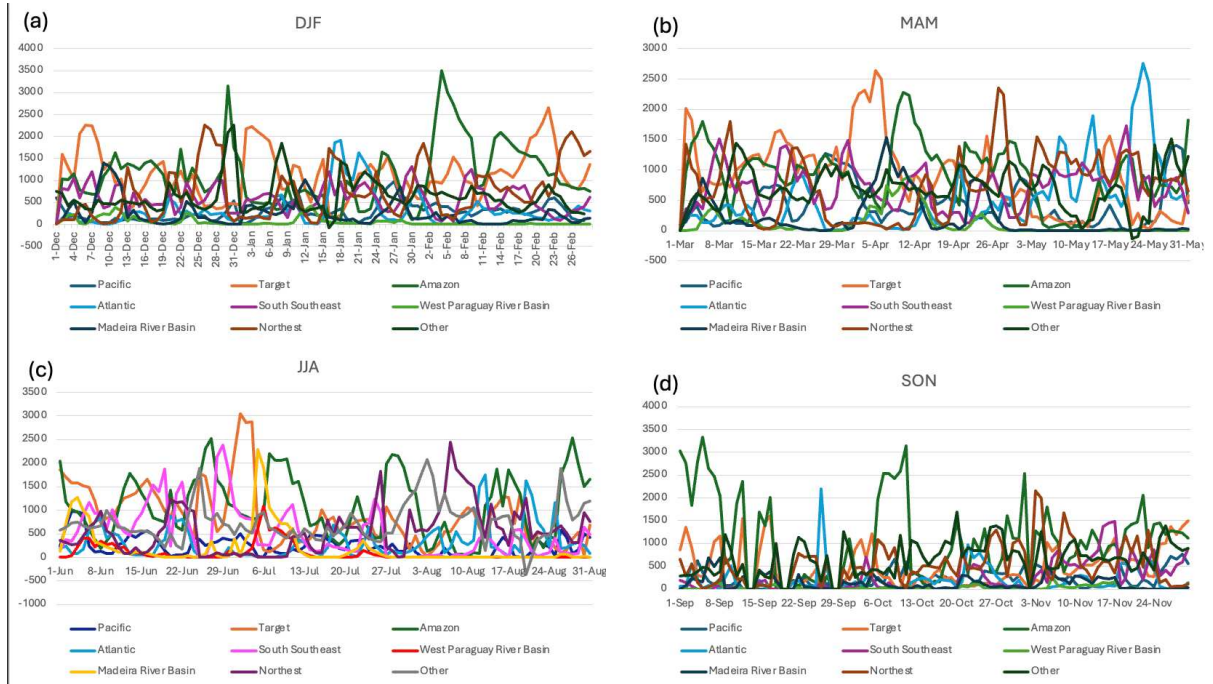 (a)
DJF
4000
3500
3000
2500
2000
1500
1000
500
0
-500
1-Dec
4-Dec
7-Dec
10-Dec
13-Dec
16-Dec
19-Dec
22-Dec
25-Dec
28-Dec
31-Dec
3-Jan
6-Jan
9-Jan
12-Jan
15-Jan
18-Jan
21-Jan
24-Jan
27-Jan
30-Jan
2-Feb
5-Feb
8-Feb
11-Feb
14-Feb
17-Feb
20-Feb
23-Feb
26-Feb
Pacific Target Amazon
Atlantic South Southeast West Paraguay River Basin
Madeira River Basin Northest Other
(b)
MAM
3000
2500
2000
1500
1000
500
0
-500
1-Mar 8-Mar 15-Mar 22-Mar 29-Mar 5-Apr 12-Apr 19-Apr 26-Apr 3-May 10-May 17-May 24-May 31-May
Pacific Target Amazon
Atlantic South Southeast West Paraguay River Basin
Madeira River Basin Northest Other
(c)
JJA
3500
3000
2500
2000
1500
1000
500
0
-500
-1000
1-Jun 8-Jun 15-Jun 22-Jun 29-Jun 6-Jul 13-Jul 20-Jul 27-Jul 3-Aug 10-Aug 17-Aug 24-Aug 31-Aug
Pacific Target Amazon
Atlantic South Southeast West Paraguay River Basin
Madeira River Basin Northest Other
(d)
SON
4000
3500
3000
2500
2000
1500
1000
500
0
1-Sep 8-Sep 15-Sep 22-Sep 29-Sep 6-Oct 13-Oct 20-Oct 27-Oct 3-Nov 10-Nov 17-Nov 24-Nov
Pacific Target Amazon
Atlantic South Southeast West Paraguay River Basin
Madeira River Basin Northest Other